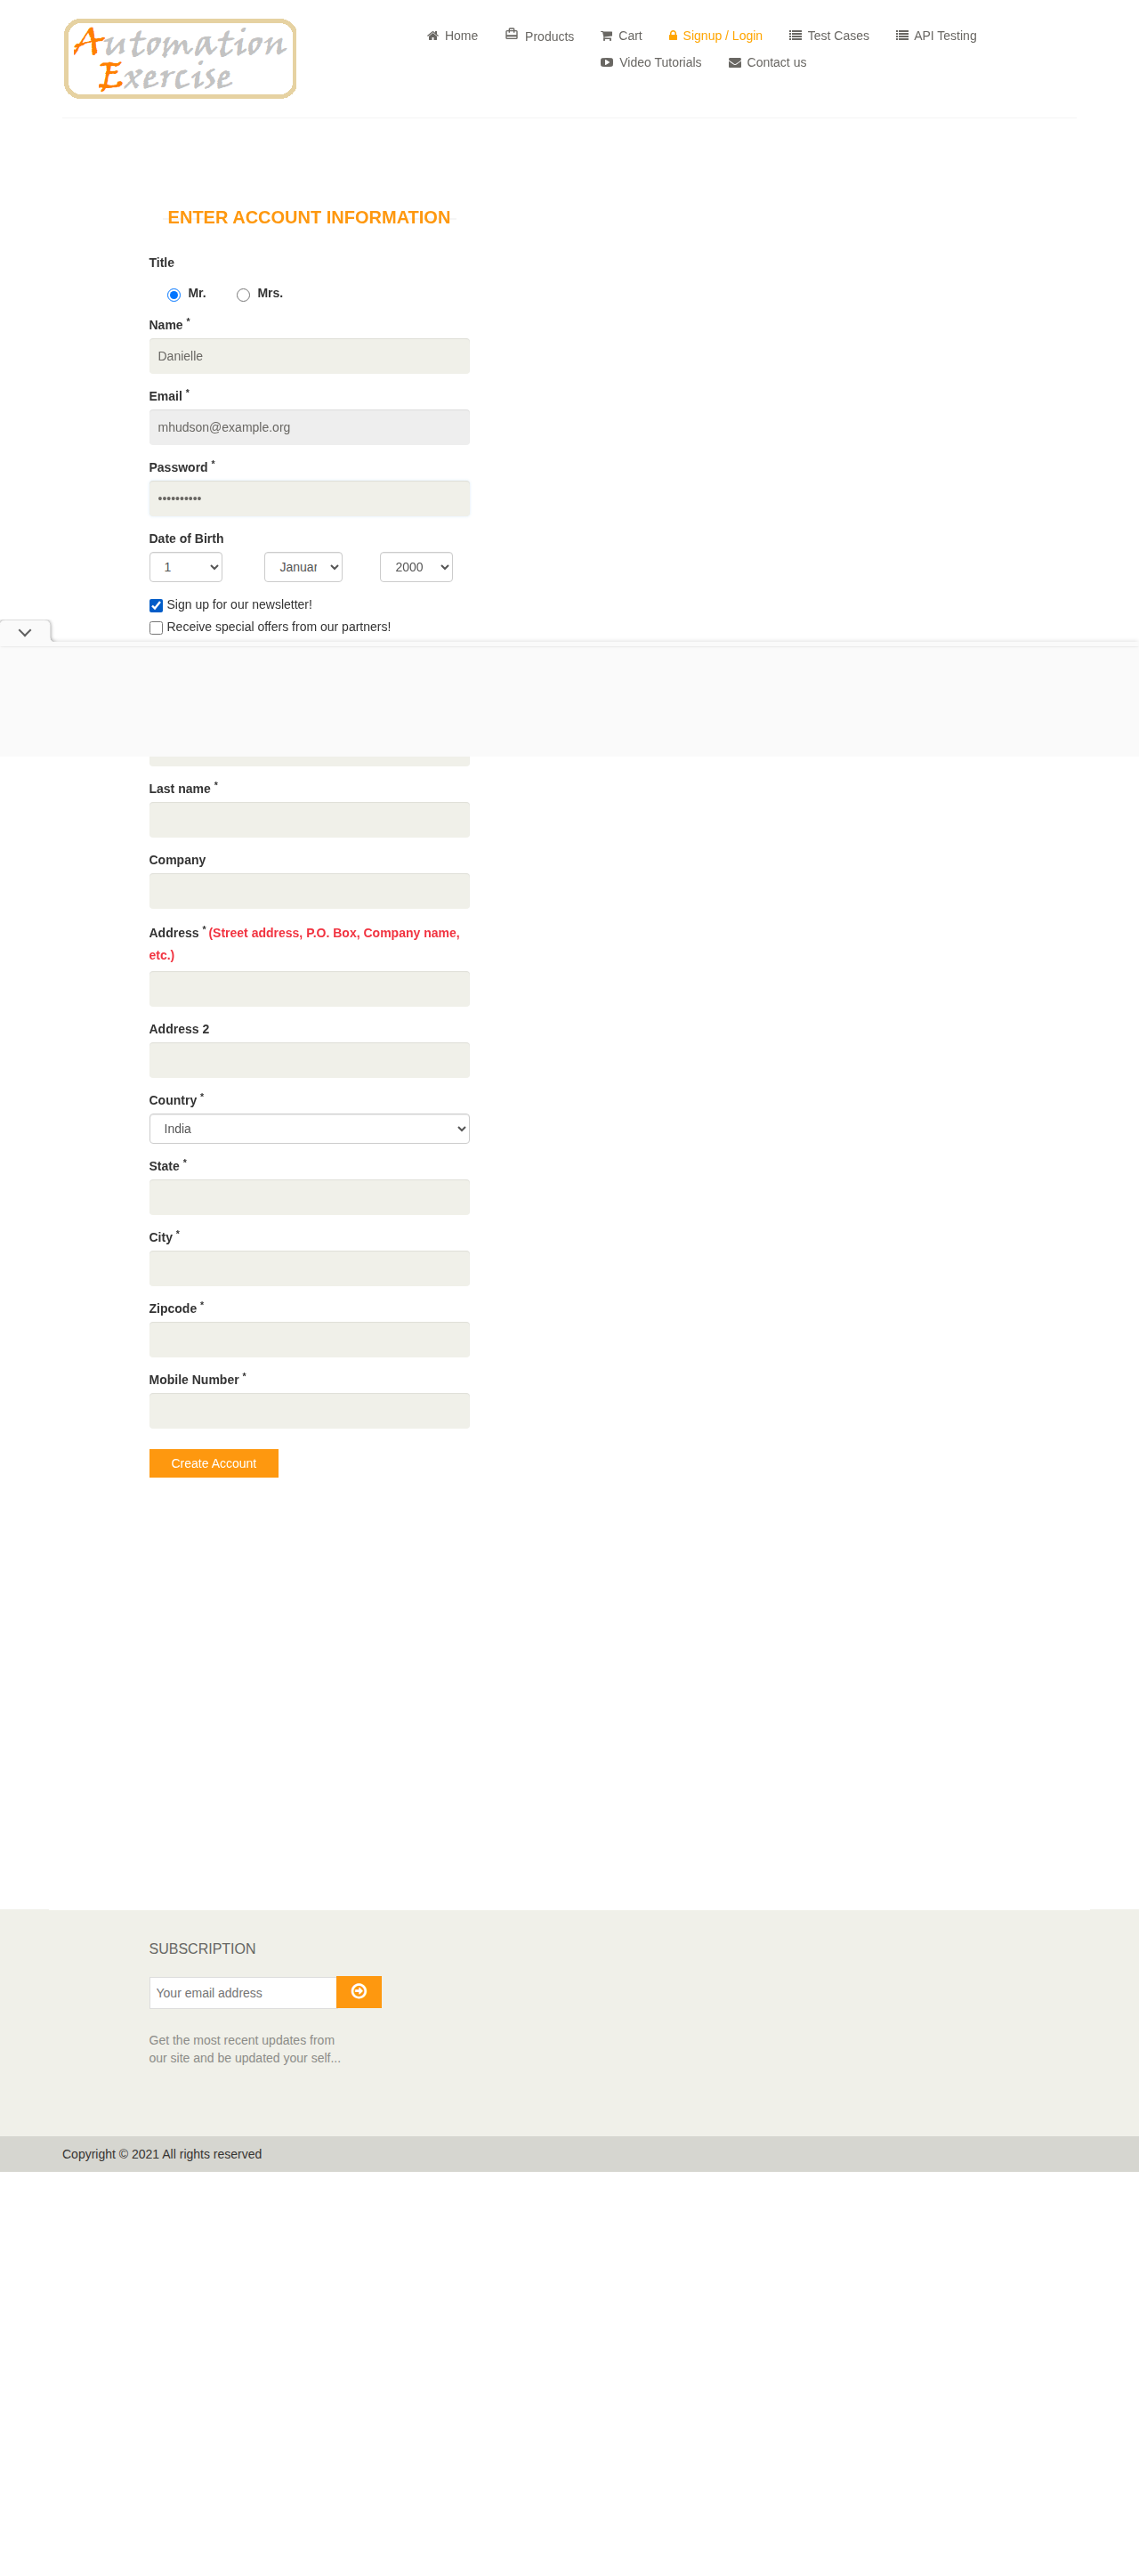 Automation
Exercise
Home
Products
Cart
Signup / Login
Test Cases
API Testing
Video Tutorials
Contact us
ENTER ACCOUNT INFORMATION
Title
Mr.
Mrs.
Name *
Danielle
Email *
mhudson@example.org
Password *
••••••••••
Date of Birth
1
Januar
2000
Sign up for our newsletter!
Receive special offers from our partners!
Last name *
Company
Address * (Street address, P.O. Box, Company name,
etc.)
Address 2
Country *
India
State *
City *
Zipcode *
Mobile Number *
Create Account
SUBSCRIPTION
Your email address
Get the most recent updates from
our site and be updated your self...
Copyright © 2021 All rights reserved